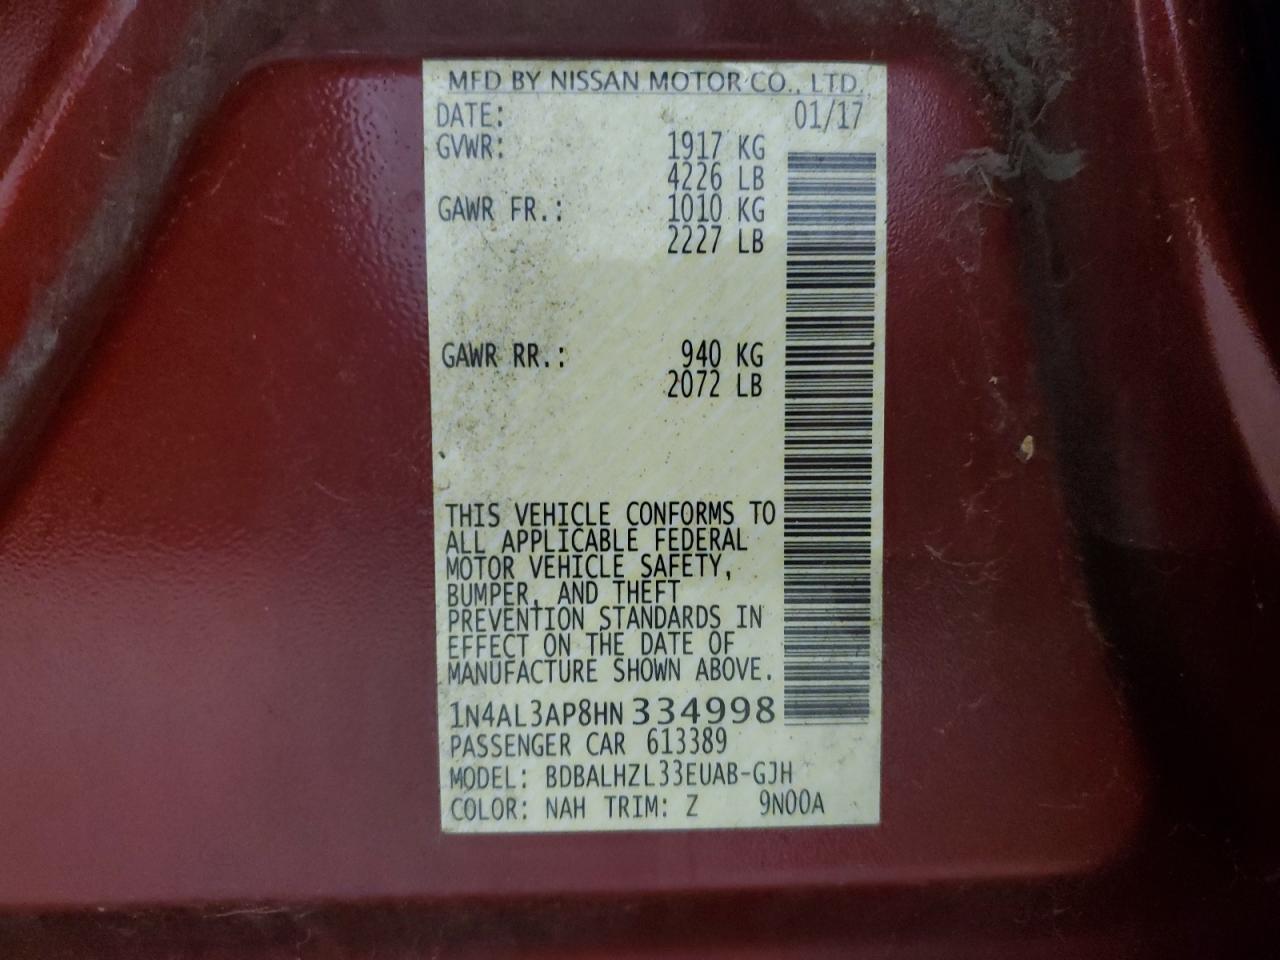 MFD BY NISSAN MOTOR CO., LTD.
DATE: 01/17
GVWR: 1917 KG
4226 LB
GAWR FR.: 1010 KG
2227 LB
GAWR RR.: 940 KG
2072 LB
THIS VEHICLE CONFORMS TO
ALL APPLICABLE FEDERAL
MOTOR VEHICLE SAFETY,
BUMPER, AND THEFT
PREVENTION STANDARDS IN
EFFECT ON THE DATE OF
MANUFACTURE SHOWN ABOVE.
1N4AL3AP8HN 334998
PASSENGER CAR 613389
MODEL: BDBALHZL33EUAB-GJH
COLOR: NAH TRIM: Z 9N00A